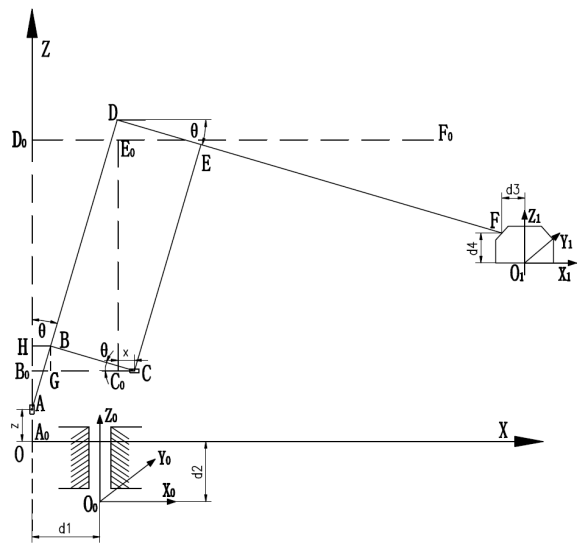 Z
D
θ
D₀
E₀
F₀
E
d3
F
Z₁
Y₁
d4
O₁
X₁
θ
H
B
θ
x
B₀
G
C₀
C
A
z
Z₀
A₀
X
O
Y₀
d2
O₀
X₀
d1